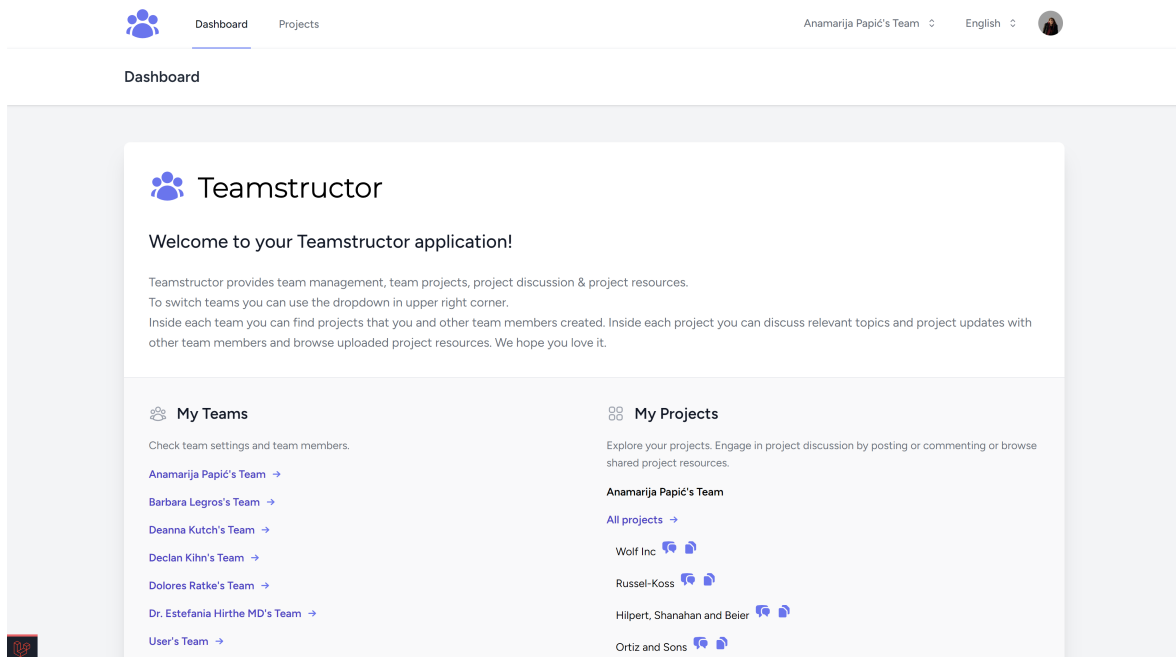 Dashboard
Projects
Anamarija Papić's Team
English
Dashboard
Teamstructor
Welcome to your Teamstructor application!
Teamstructor provides team management, team projects, project discussion & project resources.
To switch teams you can use the dropdown in upper right corner.
Inside each team you can find projects that you and other team members created. Inside each project you can discuss relevant topics and project updates with
other team members and browse uploaded project resources. We hope you love it.
My Teams
Check team settings and team members.
Anamarija Papić's Team
Barbara Legros's Team
Deanna Kutch's Team
Declan Kihn's Team
Dolores Ratke's Team
Dr. Estefania Hirthe MD's Team
User's Team
My Projects
Explore your projects. Engage in project discussion by posting or commenting or browse
shared project resources.
Anamarija Papić's Team
All projects
Wolf Inc
Russel-Koss
Hilpert, Shanahan and Beier
Ortiz and Sons